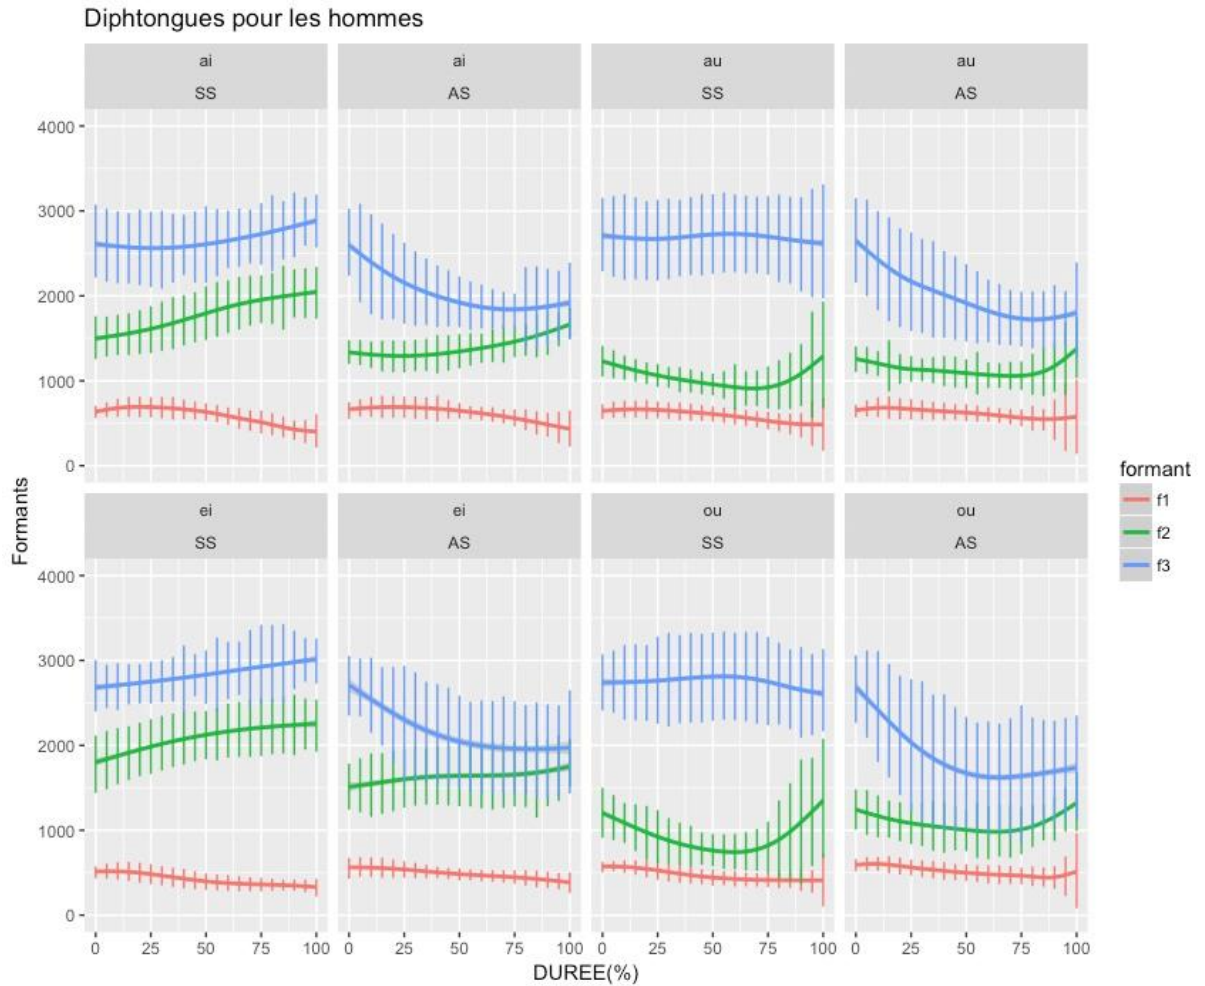 Diphtongues pour les hommes
ai ai au au
SS AS SS AS
4000
3000
2000
1000
0
ei ei ou ou
SS AS SS AS
4000
3000
2000
1000
0
0 25 50 75 100 0 25 50 75 100 0 25 50 75 100 0 25 50 75 100
DUREE(%)
Formants
formant
f1
f2
f3